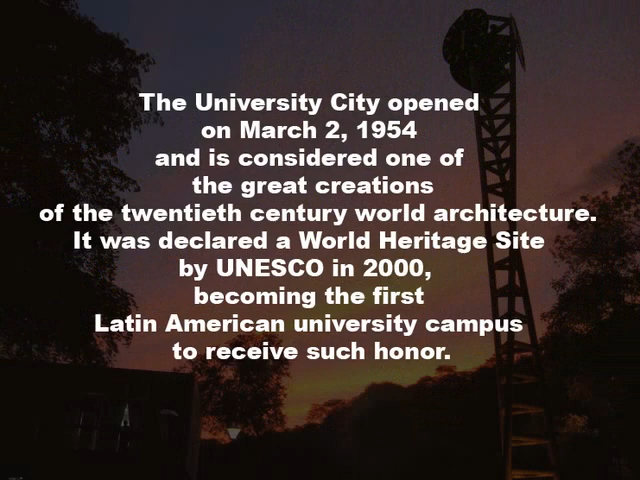 The University City opened
on March 2, 1954
and is considered one of
the great creations
of the twentieth century world architecture.
It was declared a World Heritage Site
by UNESCO in 2000,
becoming the first
Latin American university campus
to receive such honor.